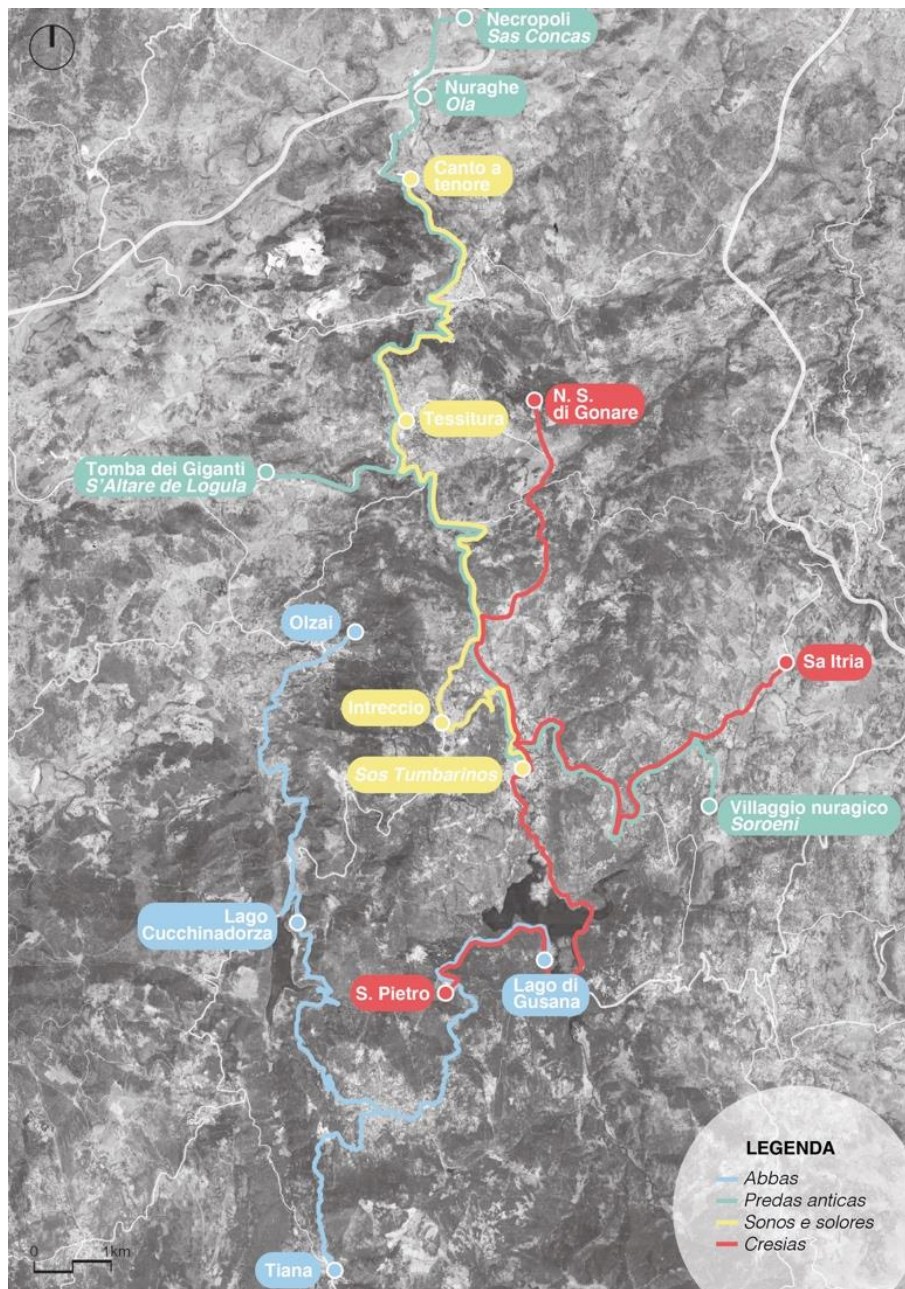 Necropoli
Sas Concas
Nuraghe
Ola
Canto a
tenore
N. S.
di Gonare
Tessitura
Tomba dei Giganti
S'Altare de Logula
Olzai
Sa Itria
Intreccio
Sos Tumbarinos
Villaggio nuragico
Soroeni
Lago
Cucchinadorza
Lago di
Gusana
S. Pietro
LEGENDA
Abbas
Predas anticas
Sonos e solores
Cresias
0 1km
Tiana